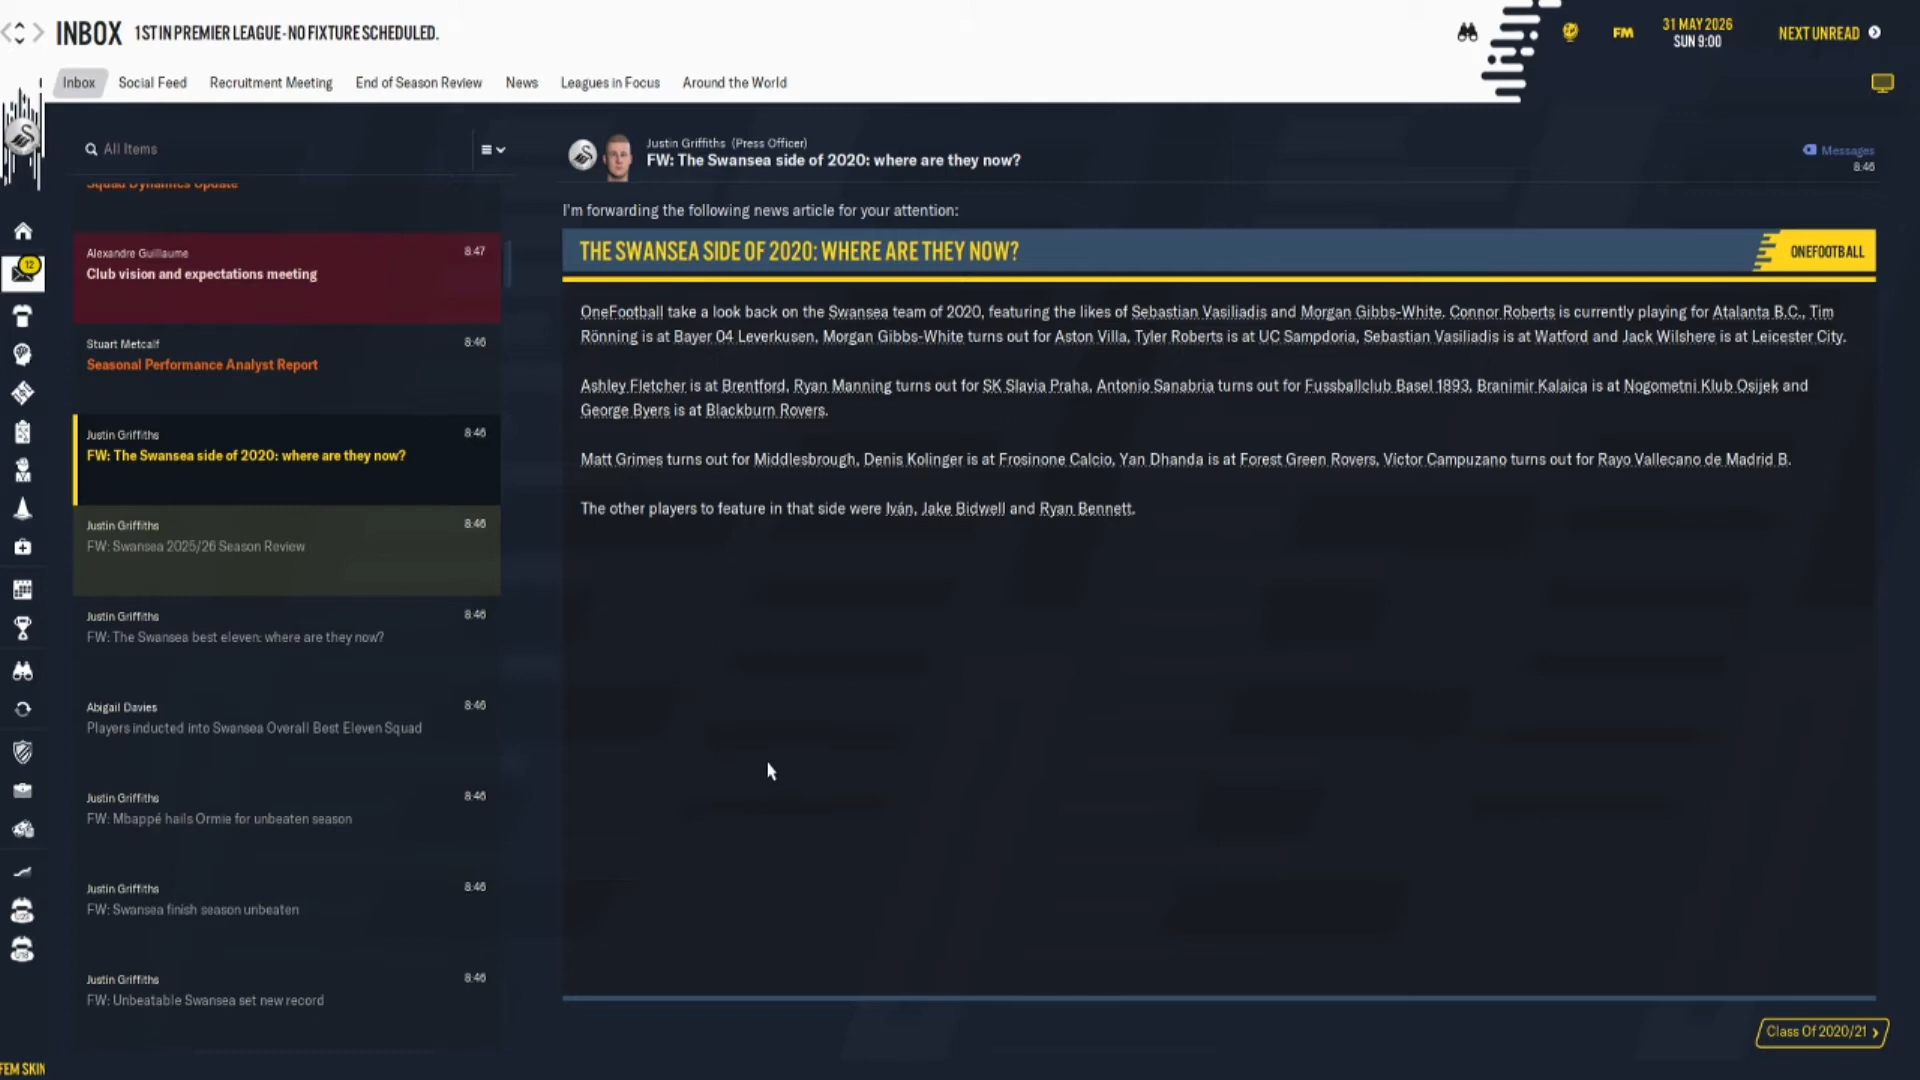 INBOX
1ST IN PREMIER LEAGUE - NO FIXTURE SCHEDULED.
FM
31 MAY 2026
SUN 9:00
NEXT UNREAD
Inbox
Social Feed
Recruitment Meeting
End of Season Review
News
Leagues in Focus
Around the World
All Items
Squad Dynamics Update
12
Alexandre Guillaume
8:47
Club vision and expectations meeting
Stuart Metcalf
8:46
Seasonal Performance Analyst Report
Justin Griffiths
8:46
FW: The Swansea side of 2020: where are they now?
Justin Griffiths
8:46
FW: Swansea 2025/26 Season Review
Justin Griffiths
8:46
FW: The Swansea best eleven: where are they now?
Abigail Davies
8:46
Players inducted into Swansea Overall Best Eleven Squad
Justin Griffiths
8:46
FW: Mbappé hails Ormie for unbeaten season
Justin Griffiths
8:46
FW: Swansea finish season unbeaten
Justin Griffiths
8:46
FW: Unbeatable Swansea set new record
FEM SKIN
Justin Griffiths (Press Officer)
FW: The Swansea side of 2020: where are they now?
Messages
8:46
I'm forwarding the following news article for your attention:
THE SWANSEA SIDE OF 2020: WHERE ARE THEY NOW?
ONEFOOTBALL
OneFootball take a look back on the Swansea team of 2020, featuring the likes of Sebastian Vasiliadis and Morgan Gibbs-White. Connor Roberts is currently playing for Atalanta B.C., Tim
Rönning is at Bayer 04 Leverkusen, Morgan Gibbs-White turns out for Aston Villa, Tyler Roberts is at UC Sampdoria, Sebastian Vasiliadis is at Watford and Jack Wilshere is at Leicester City.
Ashley Fletcher is at Brentford, Ryan Manning turns out for SK Slavia Praha, Antonio Sanabria turns out for Fussballclub Basel 1893, Branimir Kalaica is at Nogometni Klub Osijek and
George Byers is at Blackburn Rovers.
Matt Grimes turns out for Middlesbrough, Denis Kolinger is at Frosinone Calcio, Yan Dhanda is at Forest Green Rovers, Víctor Campuzano turns out for Rayo Vallecano de Madrid B.
The other players to feature in that side were Iván, Jake Bidwell and Ryan Bennett.
Class Of 2020/21